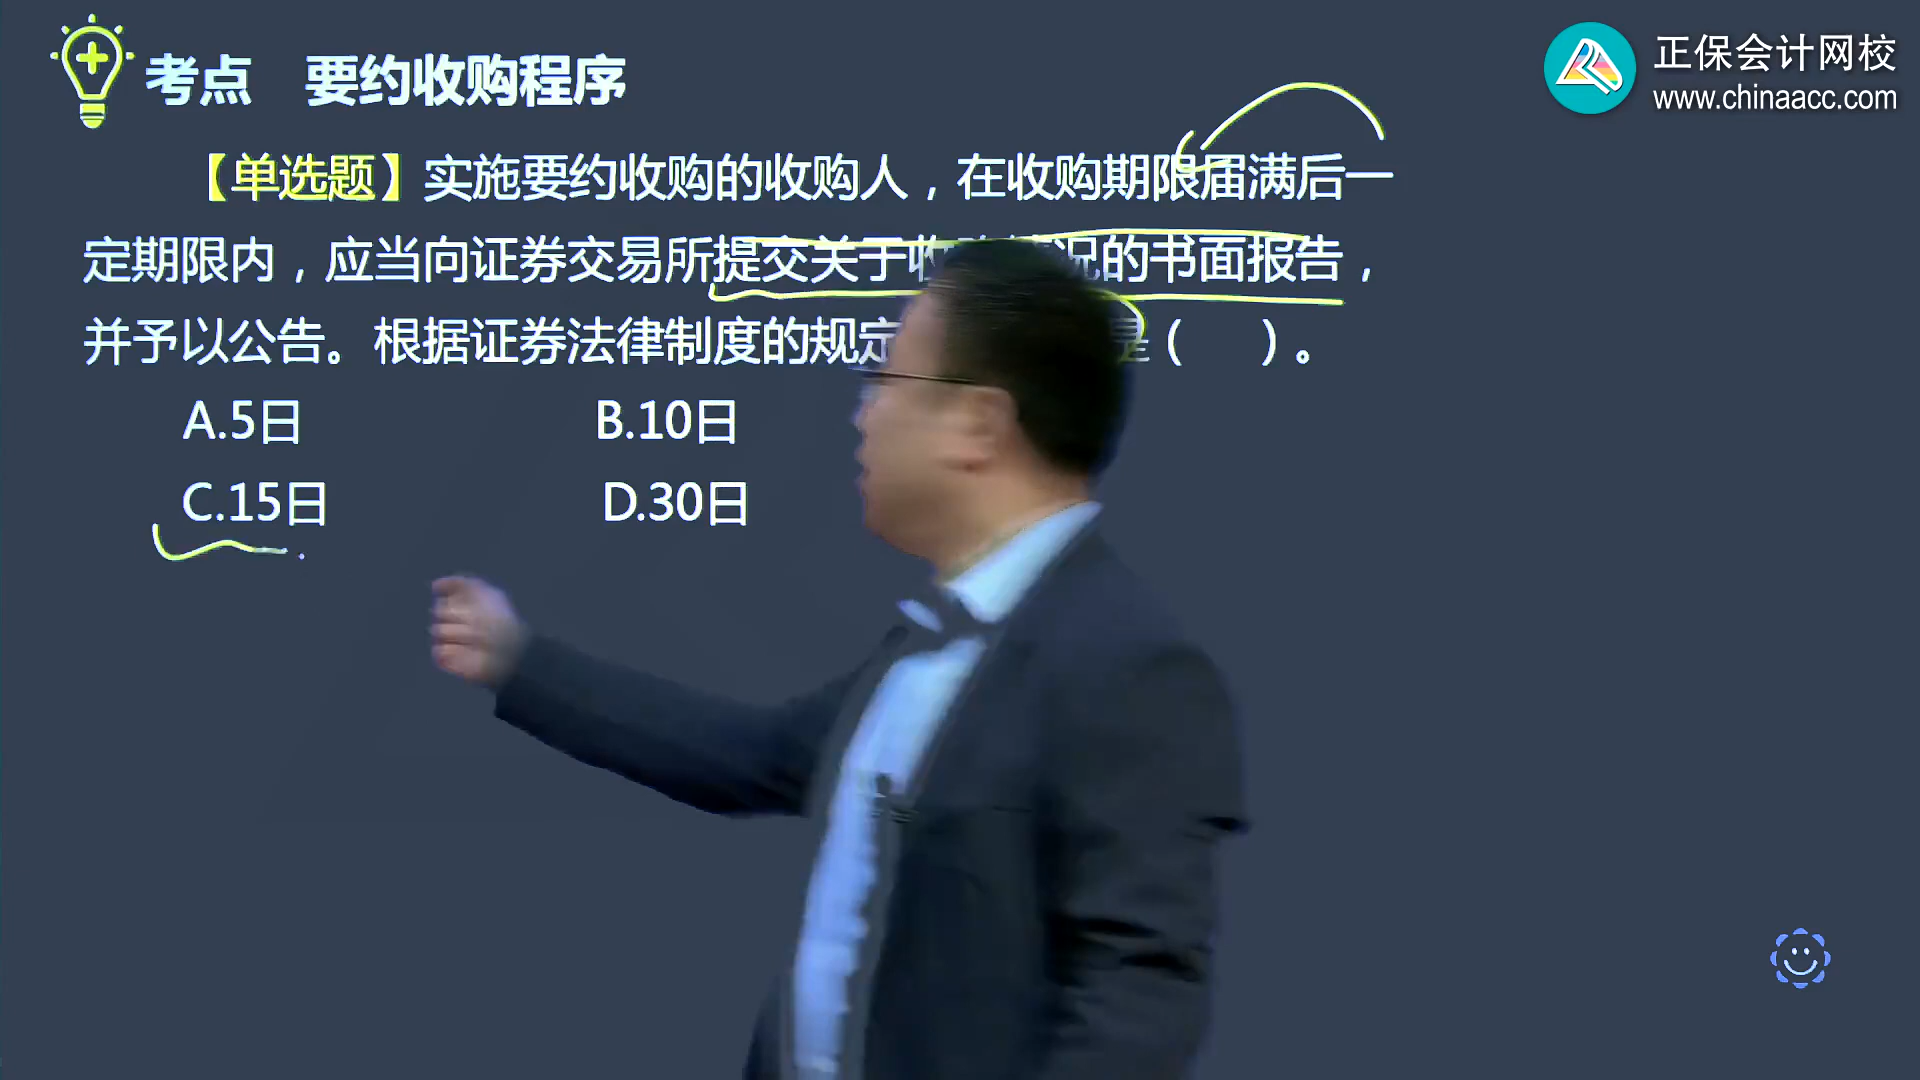 考点 要约收购程序
正保会计网校
www.chinaacc.com
【单选题】实施要约收购的收购人，在收购期限届满后一
定期限内，应当向证券交易所提交关于收 况的书面报告，
并予以公告。根据证券法律制度的规定 是（ ）。
A.5日 B.10日
C.15日 D.30日